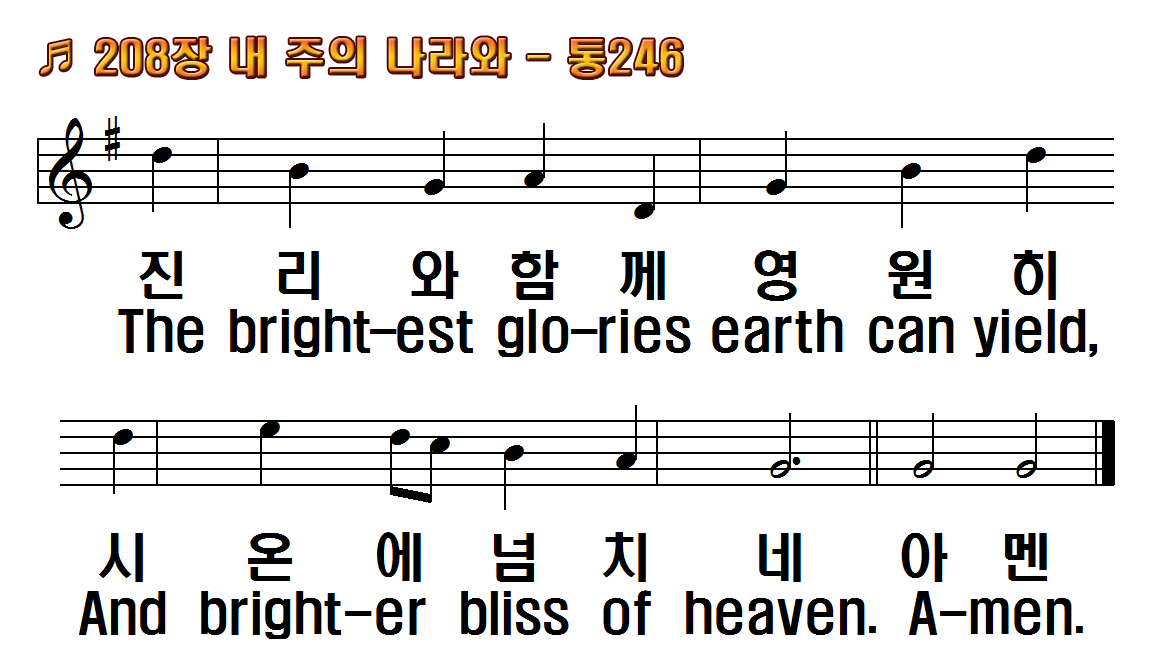 ♬ 208장 내 주의 나라와 - 통246
진 리 와 함 께 영 원 히
The bright-est glo-ries earth can yield,
시 온 에 넘 치 네 아 멘
And bright-er bliss of heaven. A-men.